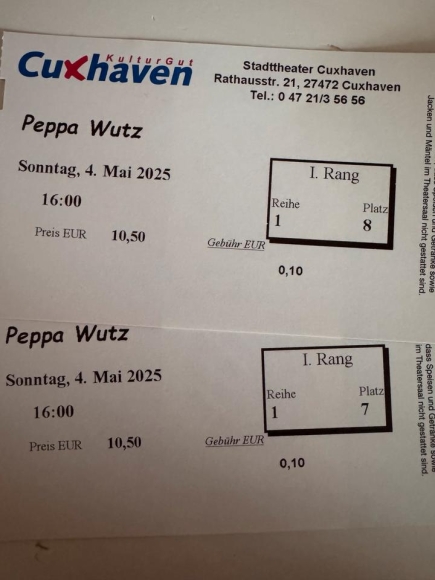 KulturGut
Cuxhaven
Stadttheater Cuxhaven
Rathausstr. 21, 27472 Cuxhaven
Tel.: 0 47 21/3 56 56
Peppa Wutz
Sonntag, 4. Mai 2025
16:00
Preis EUR 10,50
Gebühr EUR
0,10
I. Rang
Reihe Platz
1 8
Jacken und Mäntel im Theatersaal nicht gestattet sind.
Peppa Wutz
Sonntag, 4. Mai 2025
16:00
Preis EUR 10,50
Gebühr EUR
0,10
I. Rang
Reihe Platz
1 7
dass Speisen und Getränke sowie
im Theatersaal nicht gestattet sind.